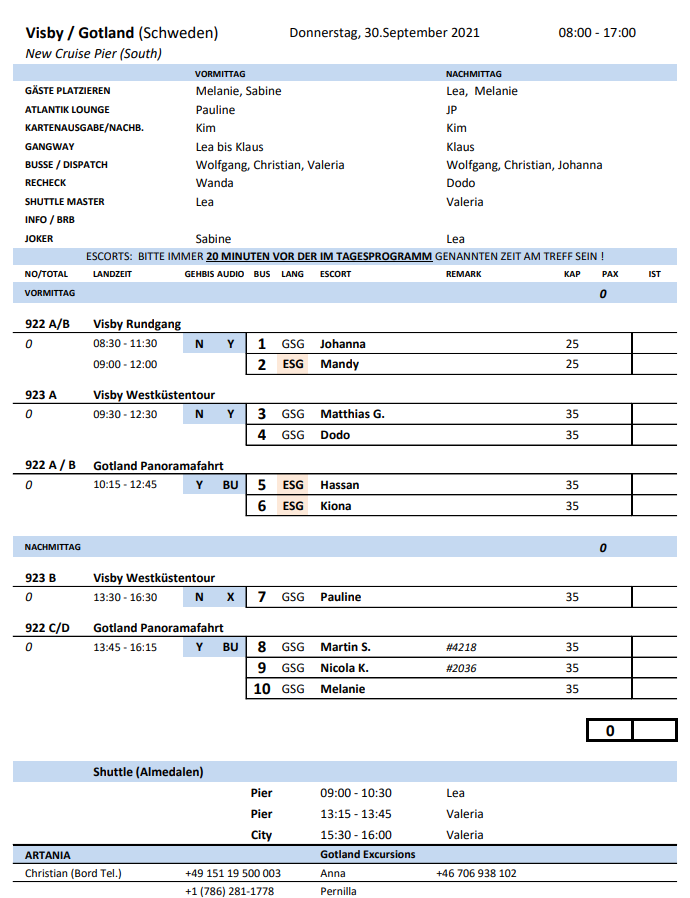 Visby / Gotland (Schweden) Donnerstag, 30.September 2021 08:00 - 17:00
New Cruise Pier (South)
VORMITTAG NACHMITTAG
GÄSTE PLATZIEREN Melanie, Sabine Lea, Melanie
ATLANTIK LOUNGE Pauline JP
KARTENAUSGABE/NACHB. Kim Kim
GANGWAY Lea bis Klaus Klaus
BUSSE / DISPATCH Wolfgang, Christian, Valeria Wolfgang, Christian, Johanna
RECHECK Wanda Dodo
SHUTTLE MASTER Lea Valeria
INFO / BRB
JOKER Sabine Lea
ESCORTS: BITTE IMMER 20 MINUTEN VOR DER IM TAGESPROGRAMM GENANNTEN ZEIT AM TREFF SEIN !
NO/TOTAL LANDZEIT GEHBIS AUDIO BUS LANG ESCORT REMARK KAP PAX IST
VORMITTAG 0
922 A/B Visby Rundgang
0 08:30 - 11:30 N Y 1 GSG Johanna 25
09:00 - 12:00 2 ESG Mandy 25
923 A Visby Westküstentour
0 09:30 - 12:30 N Y 3 GSG Matthias G. 35
4 GSG Dodo 35
922 A / B Gotland Panoramafahrt
0 10:15 - 12:45 Y BU 5 ESG Hassan 35
6 ESG Kiona 35
NACHMITTAG 0
923 B Visby Westküstentour
0 13:30 - 16:30 N X 7 GSG Pauline 35
922 C/D Gotland Panoramafahrt
0 13:45 - 16:15 Y BU 8 GSG Martin S. #4218 35
9 GSG Nicola K. #2036 35
10 GSG Melanie 35
0
Shuttle (Almedalen)
Pier 09:00 - 10:30 Lea
Pier 13:15 - 13:45 Valeria
City 15:30 - 16:00 Valeria
ARTANIA Gotland Excursions
Christian (Bord Tel.) +49 151 19 500 003 Anna +46 706 938 102
+1 (786) 281-1778 Pernilla